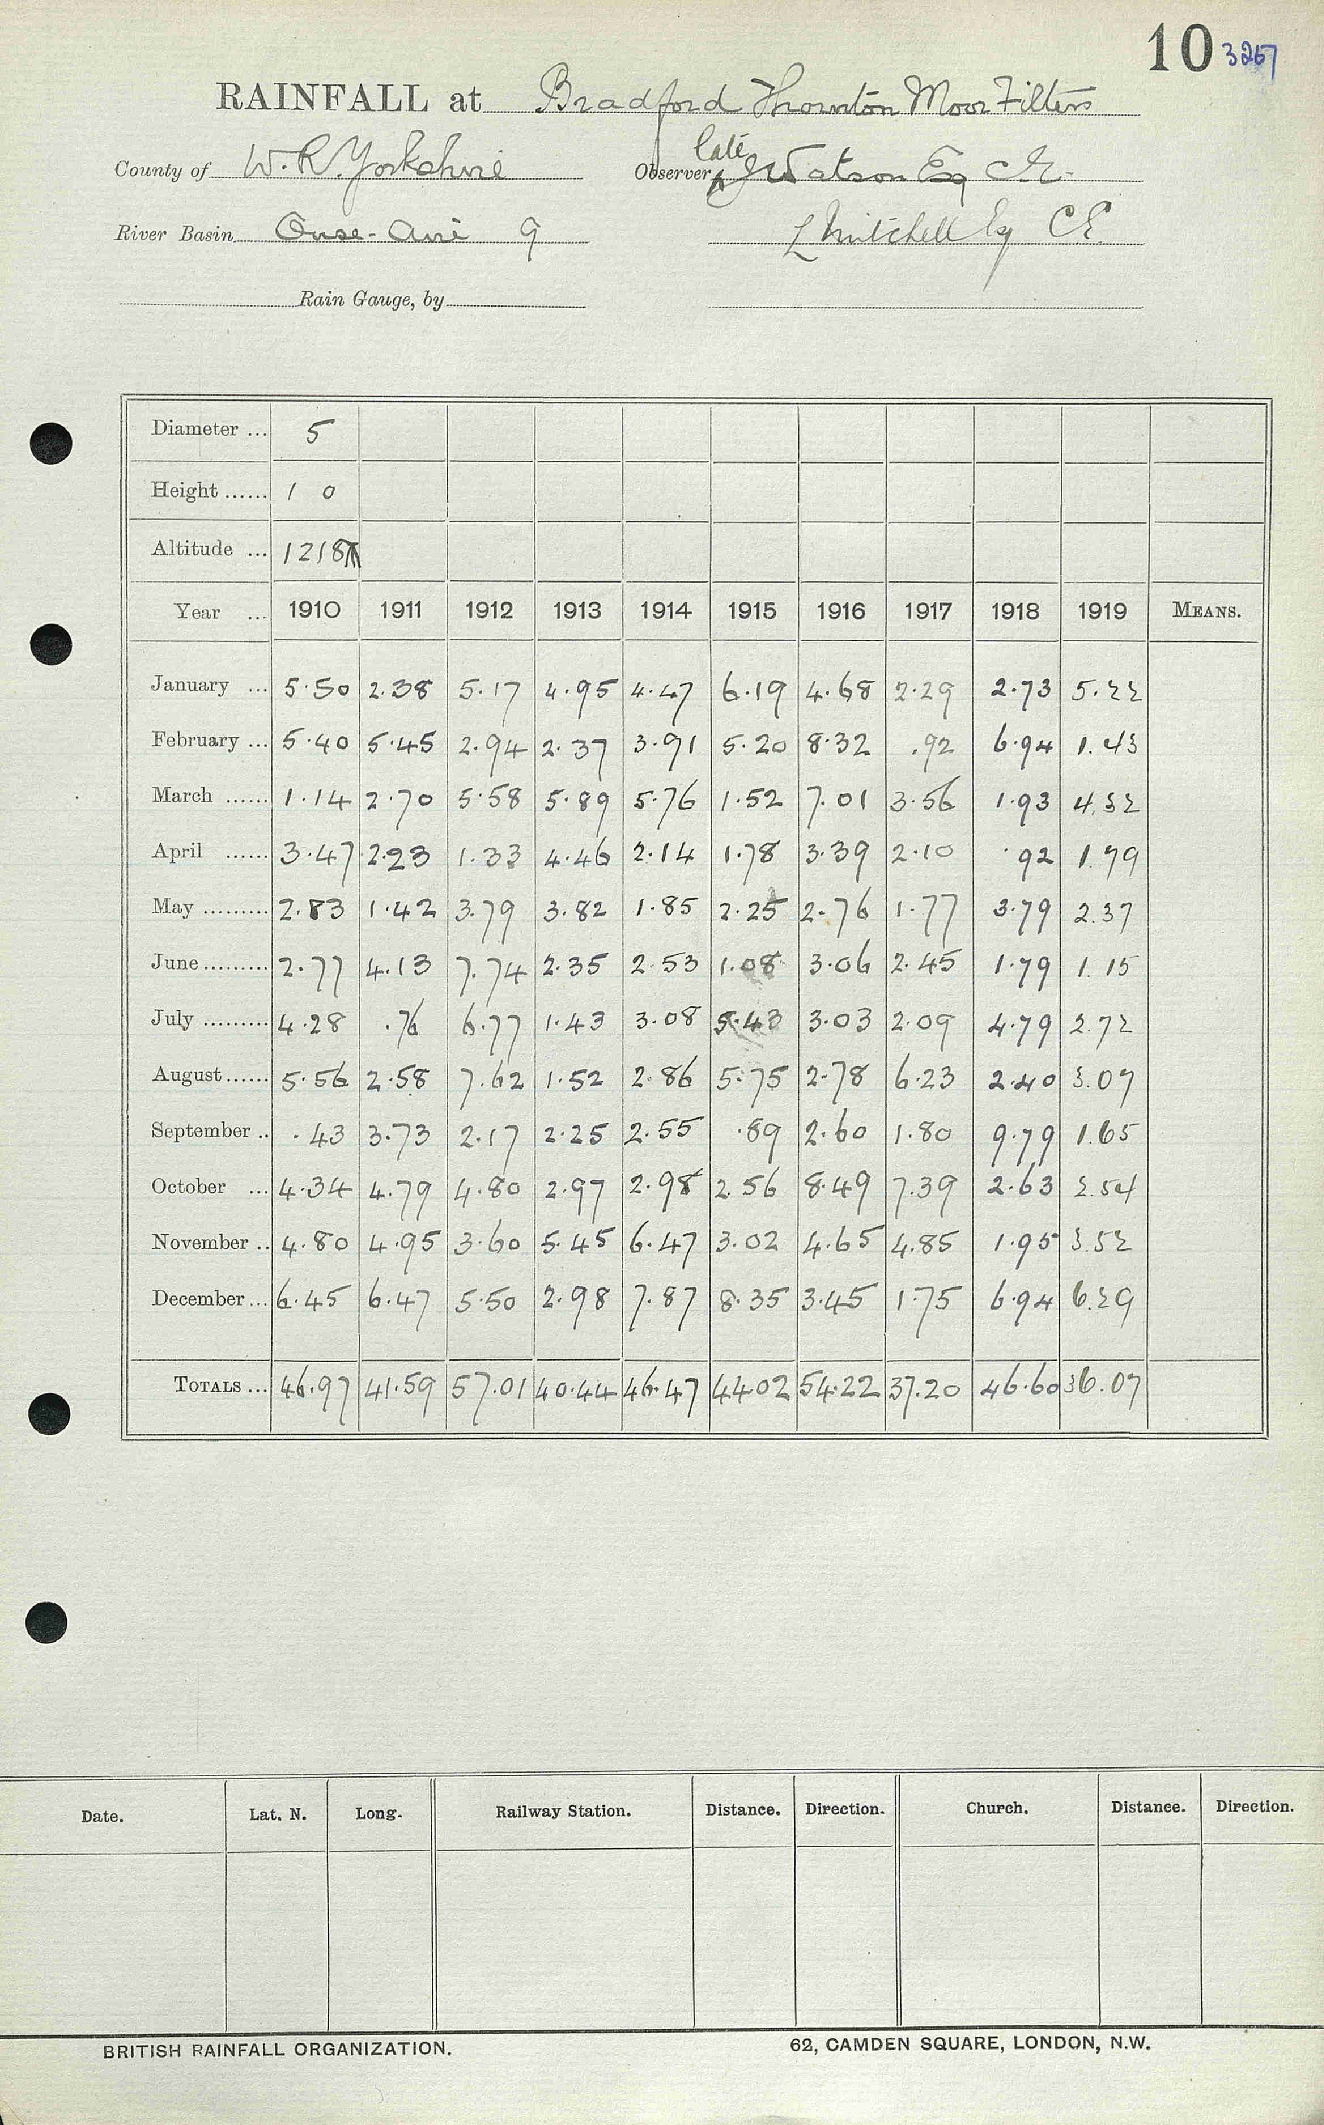 10 3267
RAINFALL at Bradford Thornton Moor Filters
County of W. R. Yorkshire Observer late J Watson Esq C.E.
River Basin Ouse-Aire 9 L Mitchell Esq C.E.
Rain Gauge, by
Diameter ... 5
Height ...... 1 0
Altitude ... 1218
Year ... 1910 1911 1912 1913 1914 1915 1916 1917 1918 1919 MEANS.
January ... 5.50 2.38 5.17 4.95 4.47 6.19 4.68 2.29 2.73 5.22
February ... 5.40 5.45 2.94 2.37 3.91 5.20 8.32 .92 6.94 1.43
March ...... 1.14 2.70 5.58 5.89 5.76 1.52 7.01 3.56 1.93 4.32
April ...... 3.47 2.23 1.33 4.46 2.14 1.78 3.39 2.10 .92 1.79
May ......... 2.83 1.42 3.79 3.82 1.85 2.25 2.76 1.77 3.79 2.37
June ......... 2.77 4.13 7.74 2.35 2.53 1.08 3.06 2.45 1.79 1.15
July ......... 4.28 .76 6.77 1.43 3.08 5.43 3.03 2.09 4.79 2.72
August ...... 5.56 2.58 7.62 1.52 2.86 5.75 2.78 6.23 2.40 3.07
September .. .43 3.73 2.17 2.25 2.55 .89 2.60 1.80 9.79 1.65
October ... 4.34 4.79 4.80 2.97 2.98 2.56 8.49 7.39 2.63 2.54
November .. 4.80 4.95 3.60 5.45 6.47 3.02 4.65 4.85 1.95 3.52
December ... 6.45 6.47 5.50 2.98 7.87 8.35 3.45 1.75 6.94 6.29
TOTALS ... 46.97 41.59 57.01 40.44 46.47 44.02 54.22 37.20 46.60 36.07
Date. Lat. N. Long. Railway Station. Distance. Direction. Church. Distance. Direction.
BRITISH RAINFALL ORGANIZATION. 62, CAMDEN SQUARE, LONDON, N.W.